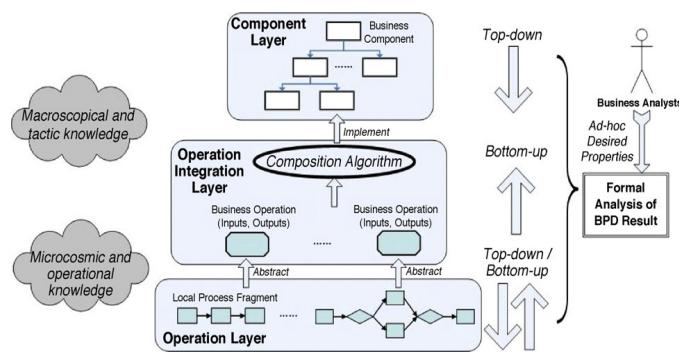 Component
Layer
Business
Component
......
Macroscopical and
tactic knowledge
Implement
Operation
Integration
Layer
Composition Algorithm
Business Operation
(Inputs, Outputs)
......
Business Operation
(Inputs, Outputs)
Microcosmic and
operational
knowledge
Abstract
Abstract
Local Process Fragment
......
Operation Layer
Top-down
Bottom-up
Top-down /
Bottom-up
Business Analysts
Ad-hoc
Desired
Properties
Formal
Analysis of
BPD Result